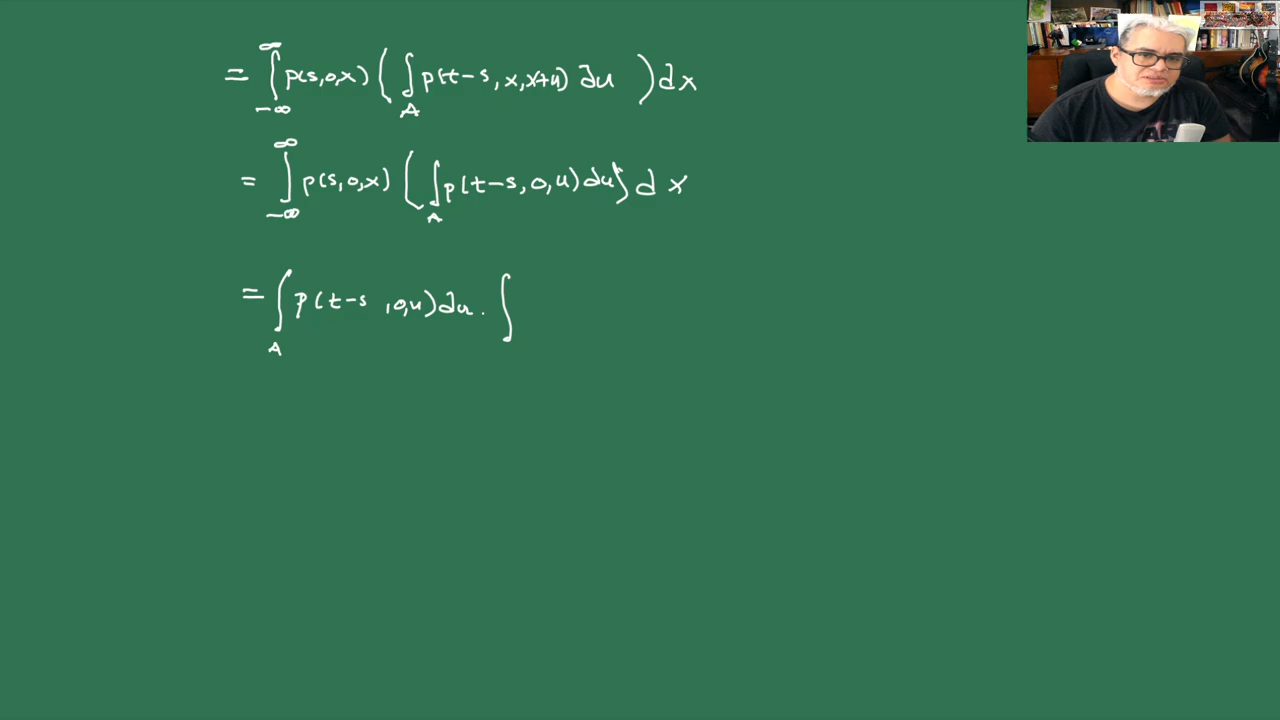 = ∫_{-∞}^{∞} p(s,0,x) ( ∫_A p(t-s, x, x+u) du ) dx
= ∫_{-∞}^{∞} p(s,0,x) ( ∫_A p(t-s, 0, u) du ) dx
= ∫_A p(t-s, 0,u) du . ∫